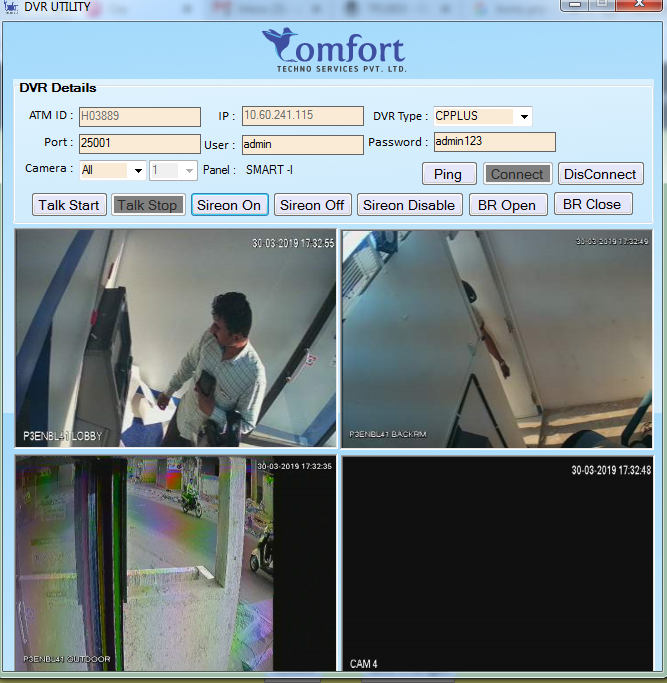 DVR UTILITY
Comfort
TECHNO SERVICES PVT. LTD.
DVR Details
ATM ID : H03889 IP : 10.60.241.115 DVR Type : CPPLUS
Port : 25001 User : admin Password : admin123
Camera : All 1 Panel : SMART -I Ping Connect DisConnect
Talk Start Talk Stop Sireon On Sireon Off Sireon Disable BR Open BR Close
30-03-2019 17:32:55
P3ENBL41 LOBBY
30-03-2019 17:32:49
P3ENBL41 BACKRM
30-03-2019 17:32:35
P3ENBL41 OUTDOOR
30-03-2019 17:32:48
CAM 4